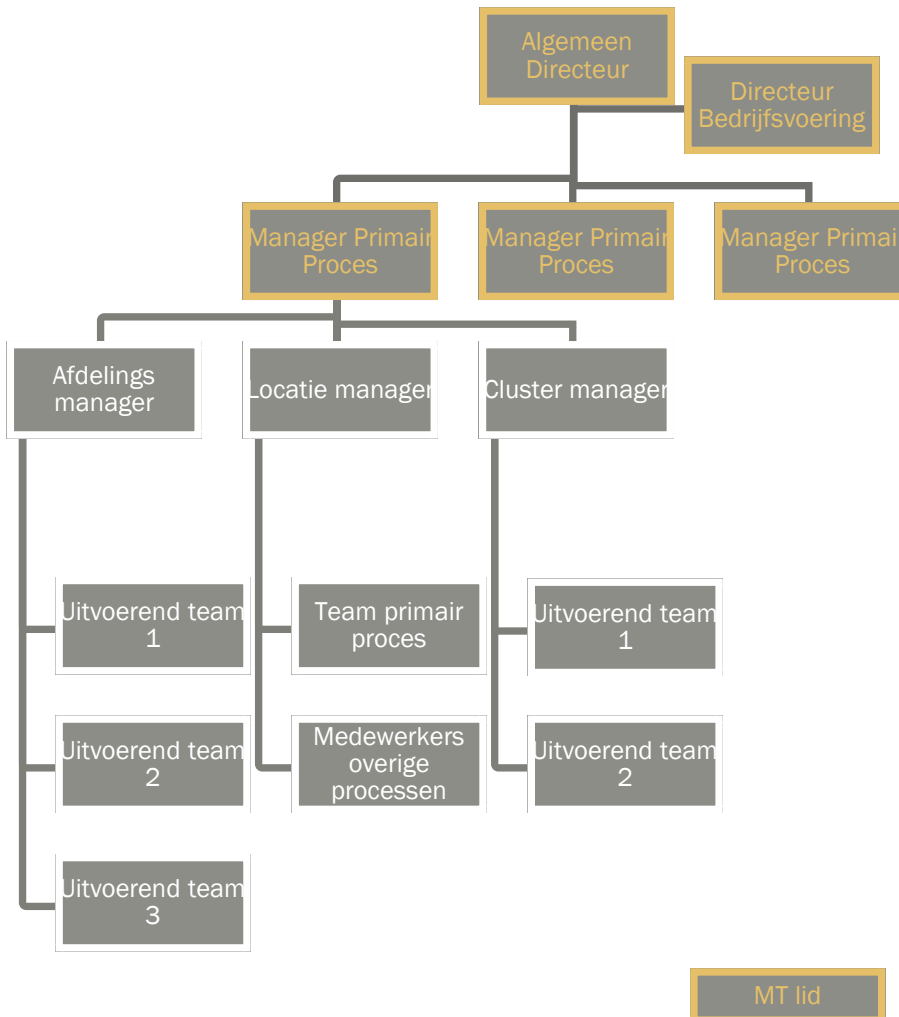 Algemeen
Directeur
Directeur
Bedrijfsvoering
Manager Primair
Proces
Manager Primair
Proces
Manager Primai
Proces
Afdelings
manager
Locatie manager
Cluster manager
Uitvoerend team
1
Team primair
proces
Uitvoerend team
1
Uitvoerend team
2
Medewerkers
overige
processen
Uitvoerend team
2
Uitvoerend team
3
MT lid